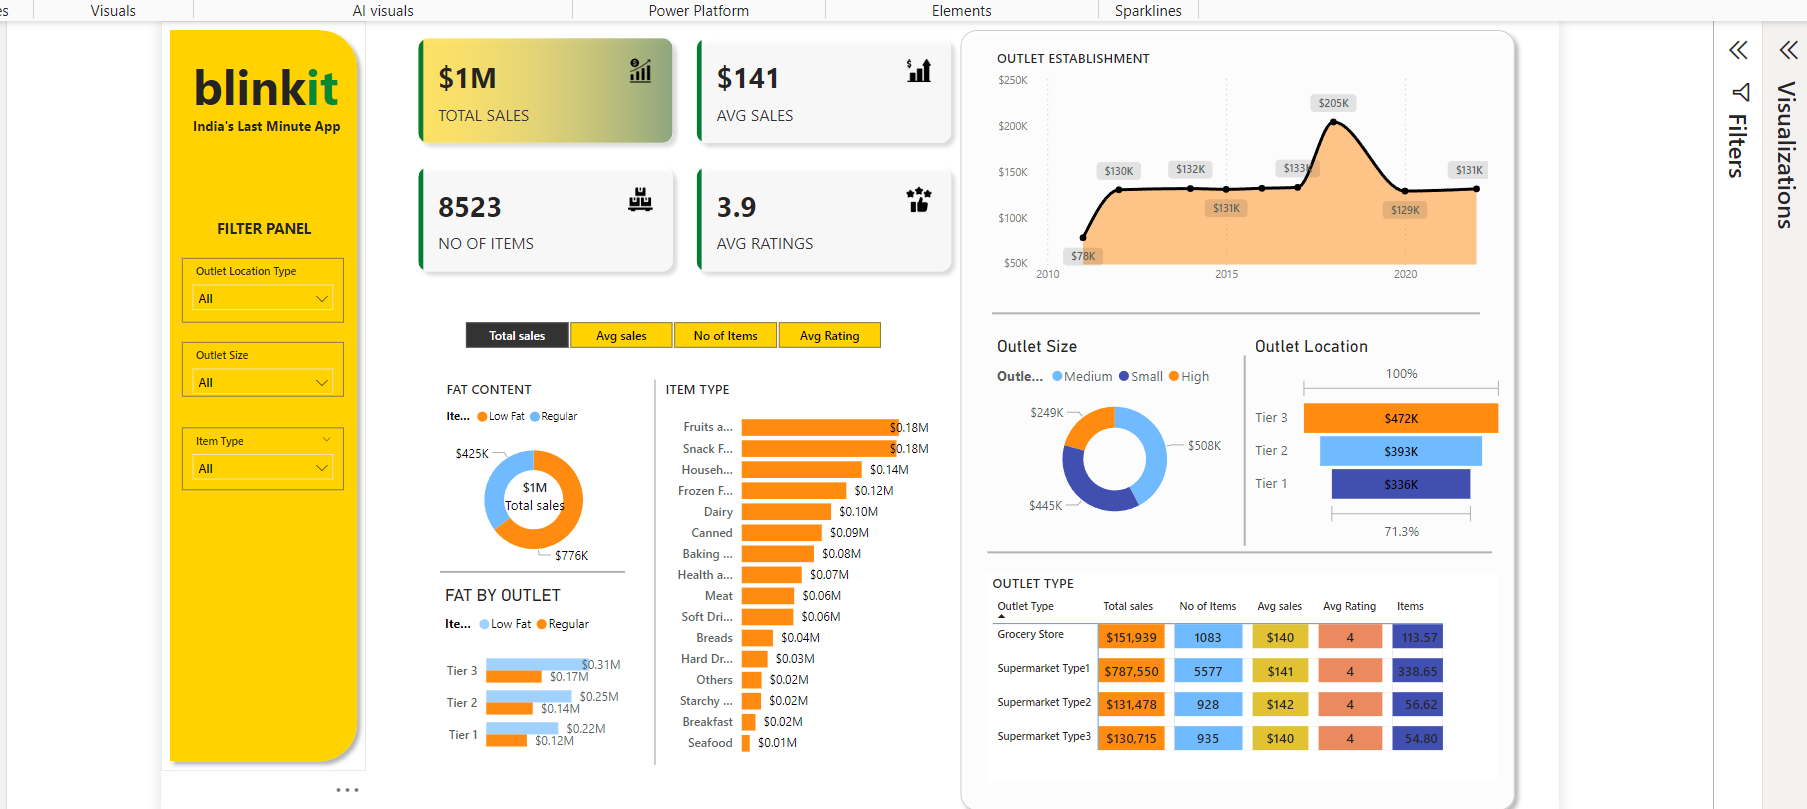 es
Visuals
AI visuals
Power Platform
Elements
Sparklines
blinkit
India's Last Minute App
FILTER PANEL
Outlet Location Type
All
Outlet Size
All
Item Type
All
$1M
TOTAL SALES
$141
AVG SALES
8523
NO OF ITEMS
3.9
AVG RATINGS
Total sales
Avg sales
No of Items
Avg Rating
FAT CONTENT
Ite... Low Fat Regular
$425K
$1M
Total sales
$776K
FAT BY OUTLET
Ite... Low Fat Regular
Tier 3 $0.31M
$0.17M
Tier 2 $0.25M
$0.14M
Tier 1 $0.22M
$0.12M
ITEM TYPE
Fruits a... $0.18M
Snack F... $0.18M
Househ... $0.14M
Frozen F... $0.12M
Dairy $0.10M
Canned $0.09M
Baking ... $0.08M
Health a... $0.07M
Meat $0.06M
Soft Dri... $0.06M
Breads $0.04M
Hard Dr... $0.03M
Others $0.02M
Starchy ... $0.02M
Breakfast $0.02M
Seafood $0.01M
OUTLET ESTABLISHMENT
$250K
$200K
$150K
$100K
$50K
$78K
$130K
$132K
$131K
$133K
$205K
$129K
$131K
2010 2015 2020
Outlet Size
Outle... Medium Small High
$249K
$508K
$445K
Outlet Location
100%
Tier 3 $472K
Tier 2 $393K
Tier 1 $336K
71.3%
OUTLET TYPE
Outlet Type Total sales No of Items Avg sales Avg Rating Items
Grocery Store $151,939 1083 $140 4 113.57
Supermarket Type1 $787,550 5577 $141 4 338.65
Supermarket Type2 $131,478 928 $142 4 56.62
Supermarket Type3 $130,715 935 $140 4 54.80
Filters
Visualizations